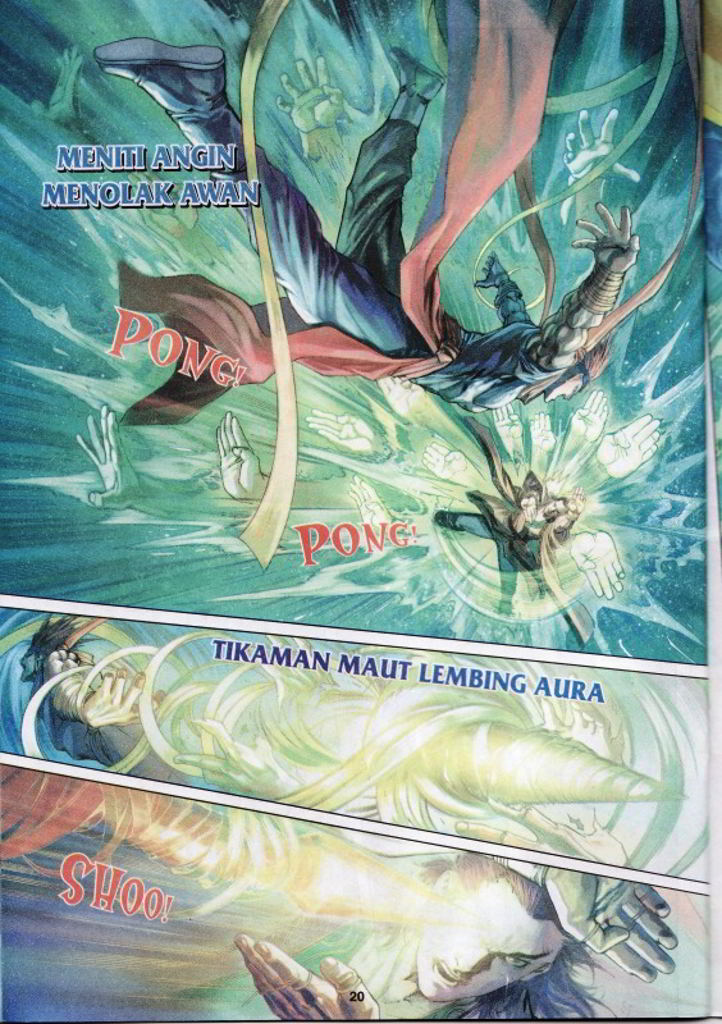 MENITI ANGIN
MENOLAK AWAN
PONG!
PONG!
TIKAMAN MAUT LEMBING AURA
SHOO!
20